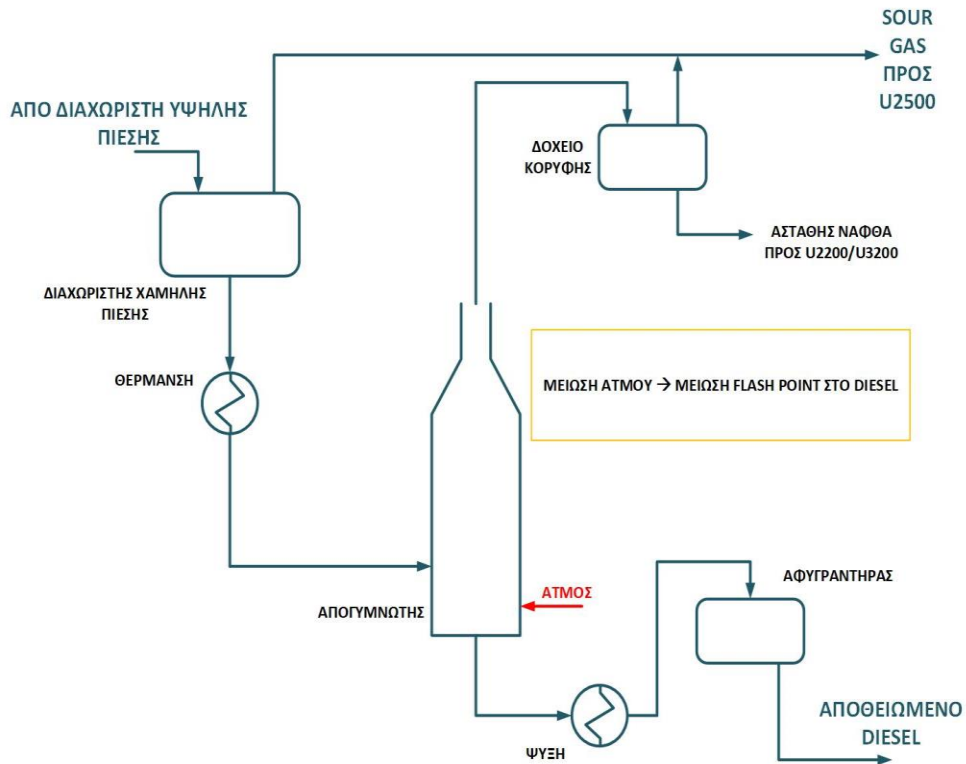 SOUR
GAS
ΠΡΟΣ
U2500
ΑΠΟ ΔΙΑΧΩΡΙΣΤΗ ΥΨΗΛΗΣ
ΠΙΕΣΗΣ
ΔΟΧΕΙΟ
ΚΟΡΥΦΗΣ
ΑΣΤΑΘΗΣ ΝΑΦΘΑ
ΠΡΟΣ U2200/U3200
ΔΙΑΧΩΡΙΣΤΗΣ ΧΑΜΗΛΗΣ
ΠΙΕΣΗΣ
ΘΕΡΜΑΝΣΗ
ΜΕΙΩΣΗ ΑΤΜΟΥ → ΜΕΙΩΣΗ FLASH POINT ΣΤΟ DIESEL
ΑΦΥΓΡΑΝΤΗΡΑΣ
ΑΤΜΟΣ
ΑΠΟΓΥΜΝΩΤΗΣ
ΑΠΟΘΕΙΩΜΕΝΟ
DIESEL
ΨΥΞΗ